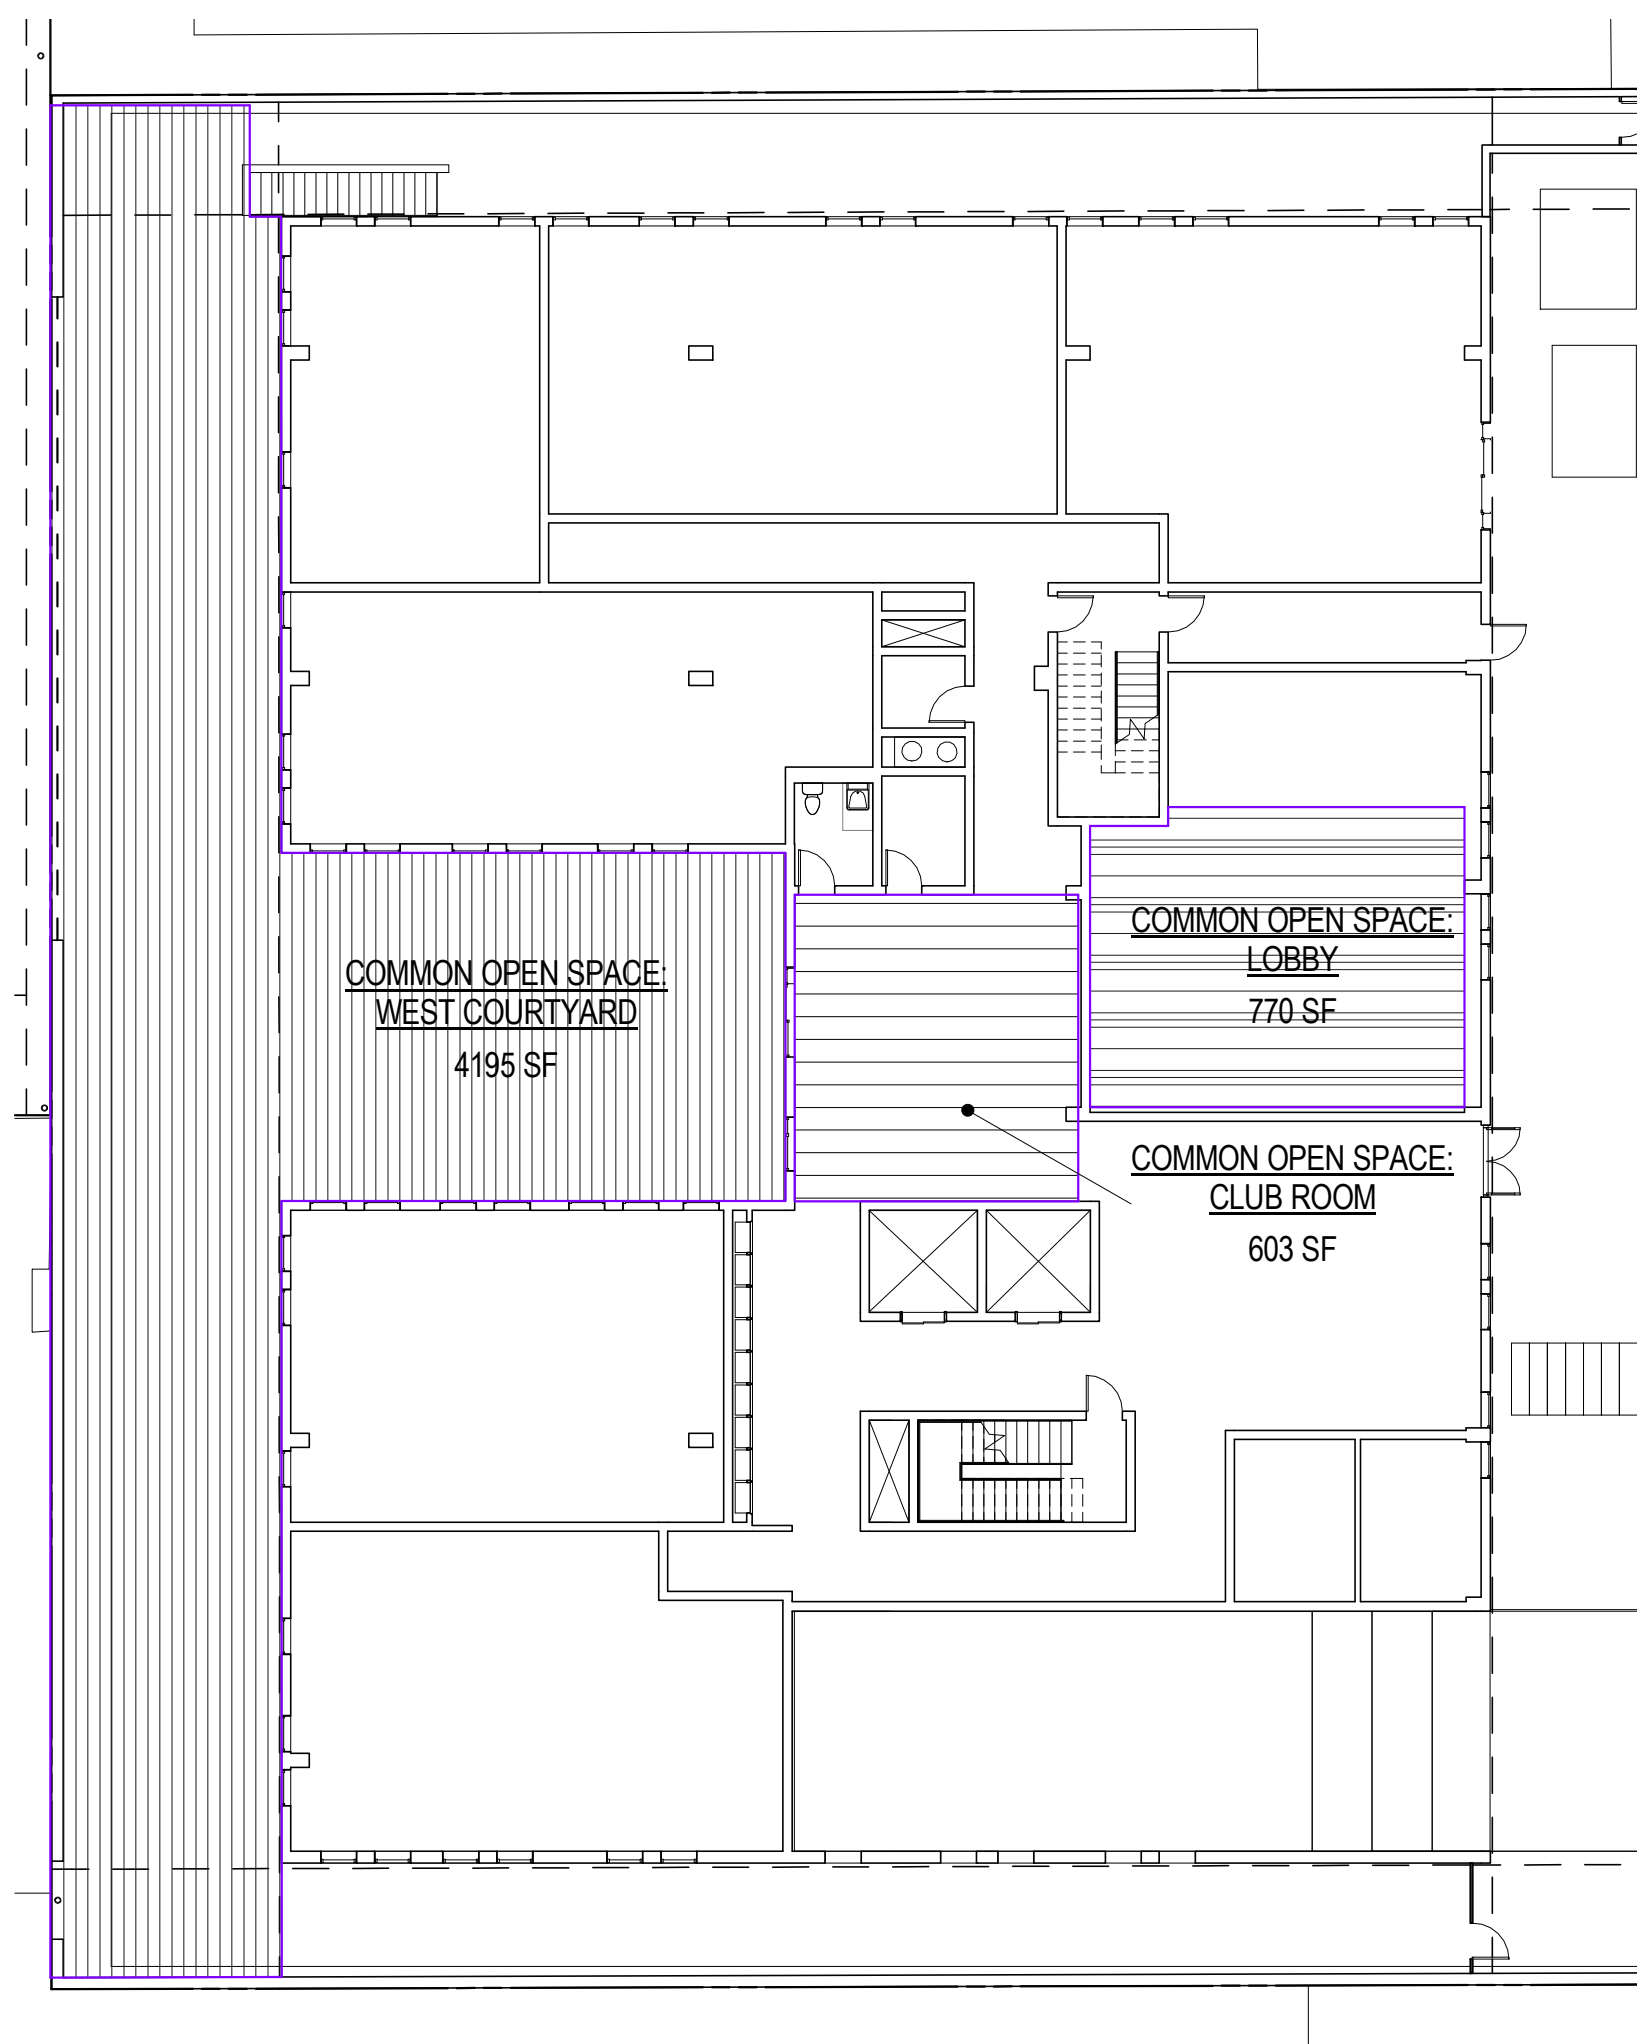 COMMON OPEN SPACE:
LOBBY
770 SF
COMMON OPEN SPACE:
WEST COURTYARD
4195 SF
COMMON OPEN SPACE:
CLUB ROOM
603 SF